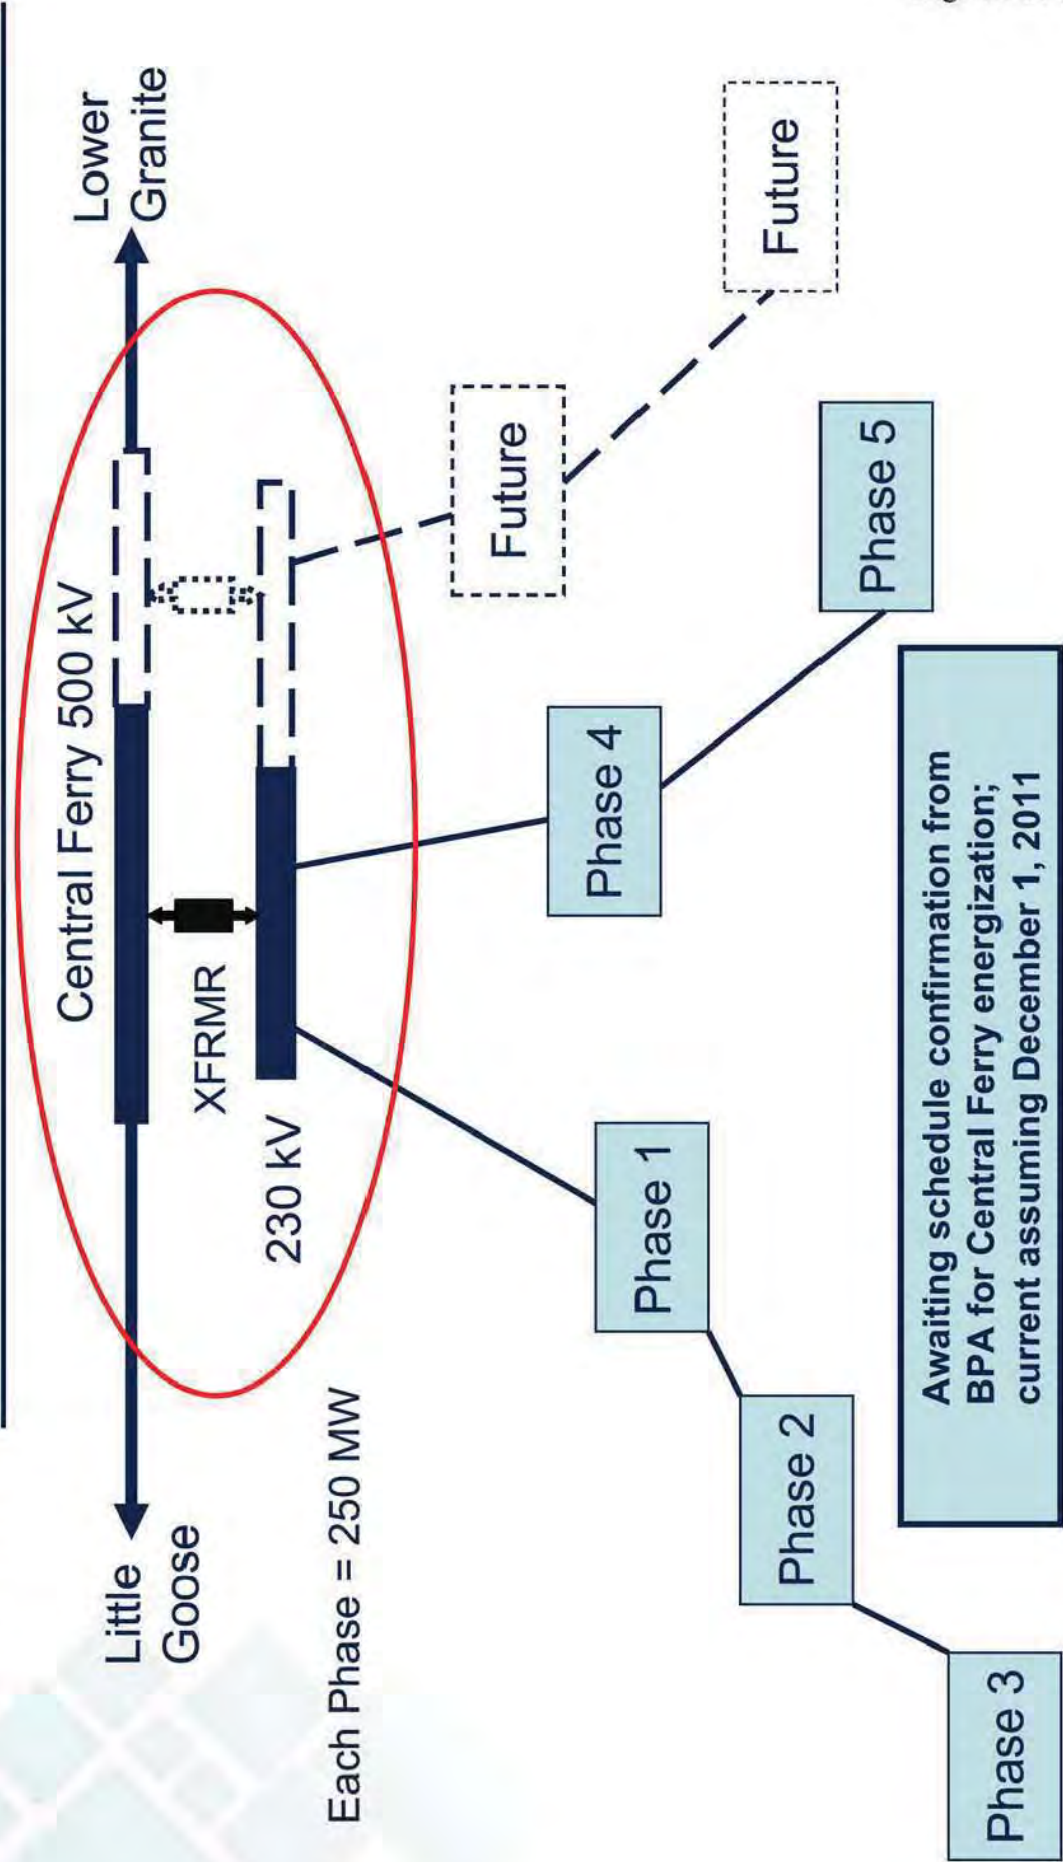 Lower
Granite
Little
Goose
Central Ferry 500 kV
XFRMR
230 kV
Each Phase = 250 MW
Future
Future
Phase 1
Phase 2
Phase 3
Phase 4
Phase 5
Awaiting schedule confirmation from
BPA for Central Ferry energization;
current assuming December 1, 2011